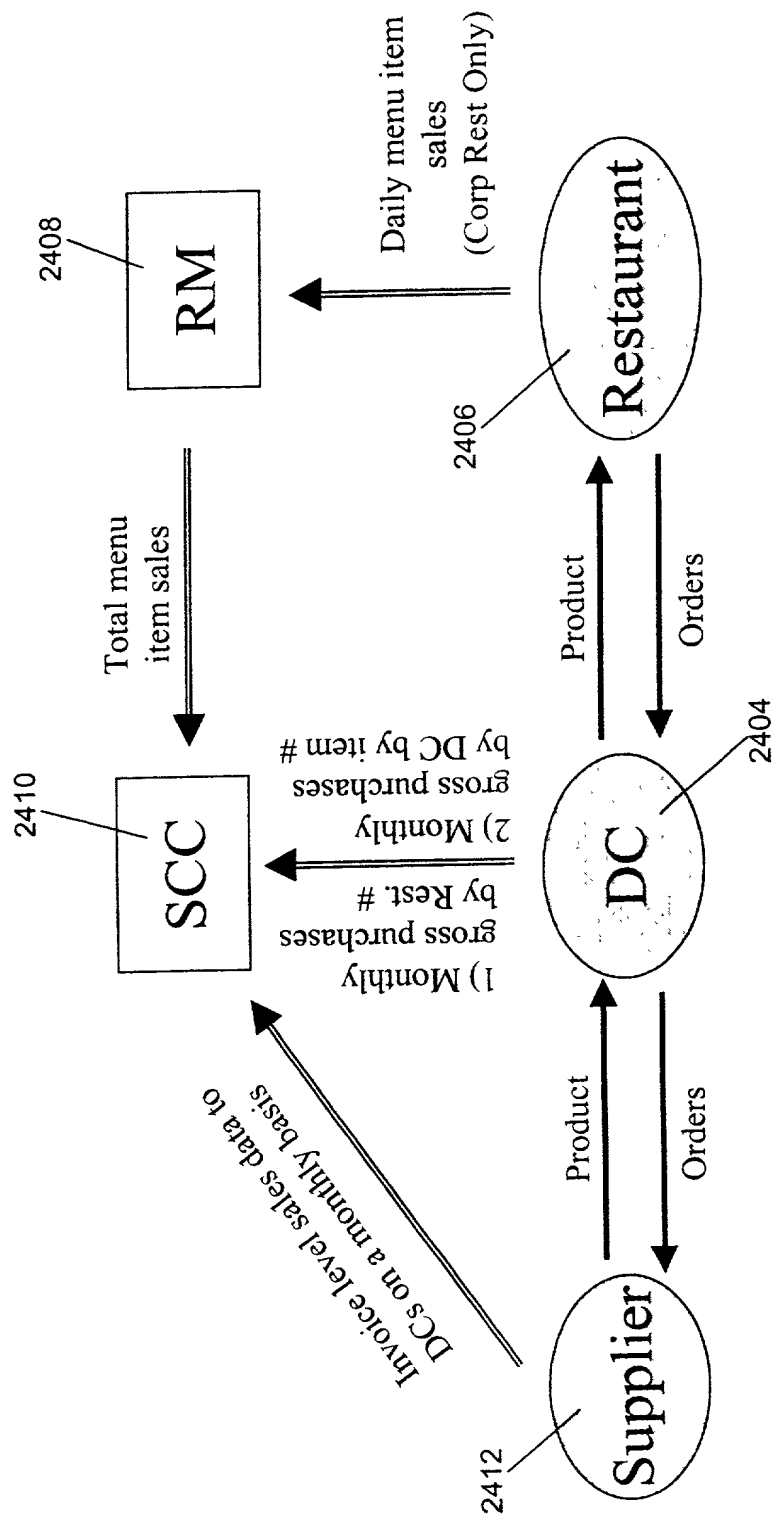 2410
SCC
Total menu
item sales
2408
RM
Invoice level sales data to
DCs on a monthly basis
1) Monthly
gross purchases
by Rest. #
2) Monthly
gross purchases
by DC by item #
Daily menu item
sales
(Corp Rest Only)
2412
Supplier
Product
Orders
DC
2404
Product
Orders
2406
Restaurant